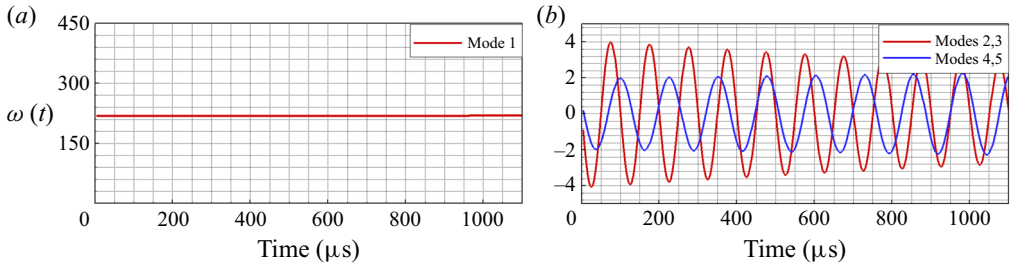 (a)
450
300
150
ω (t)
Mode 1
200 400 600 800 1000
Time (μs)
(b)
4
2
0
−2
−4
Modes 2,3
Modes 4,5
0 200 400 600 800 1000
Time (μs)